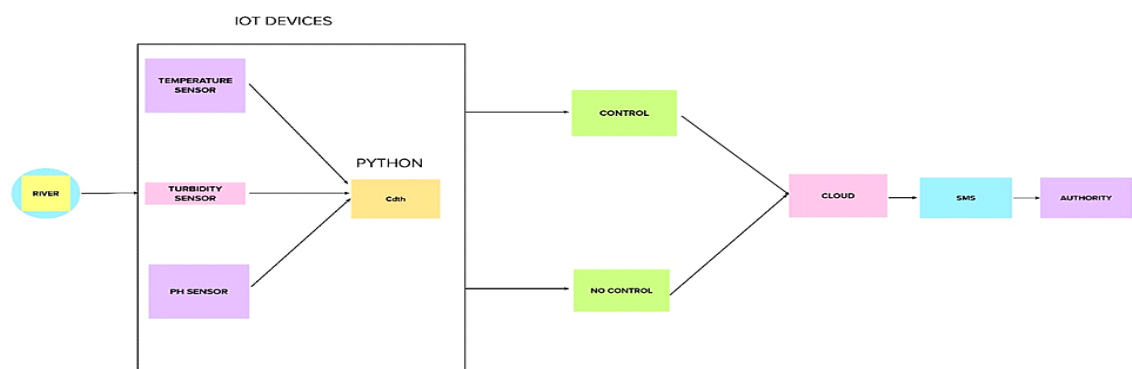 IOT DEVICES
TEMPERATURE
SENSOR
PYTHON
RIVER
TURBIDITY
SENSOR
Cdth
PH SENSOR
CONTROL
NO CONTROL
CLOUD
SMS
AUTHORITY